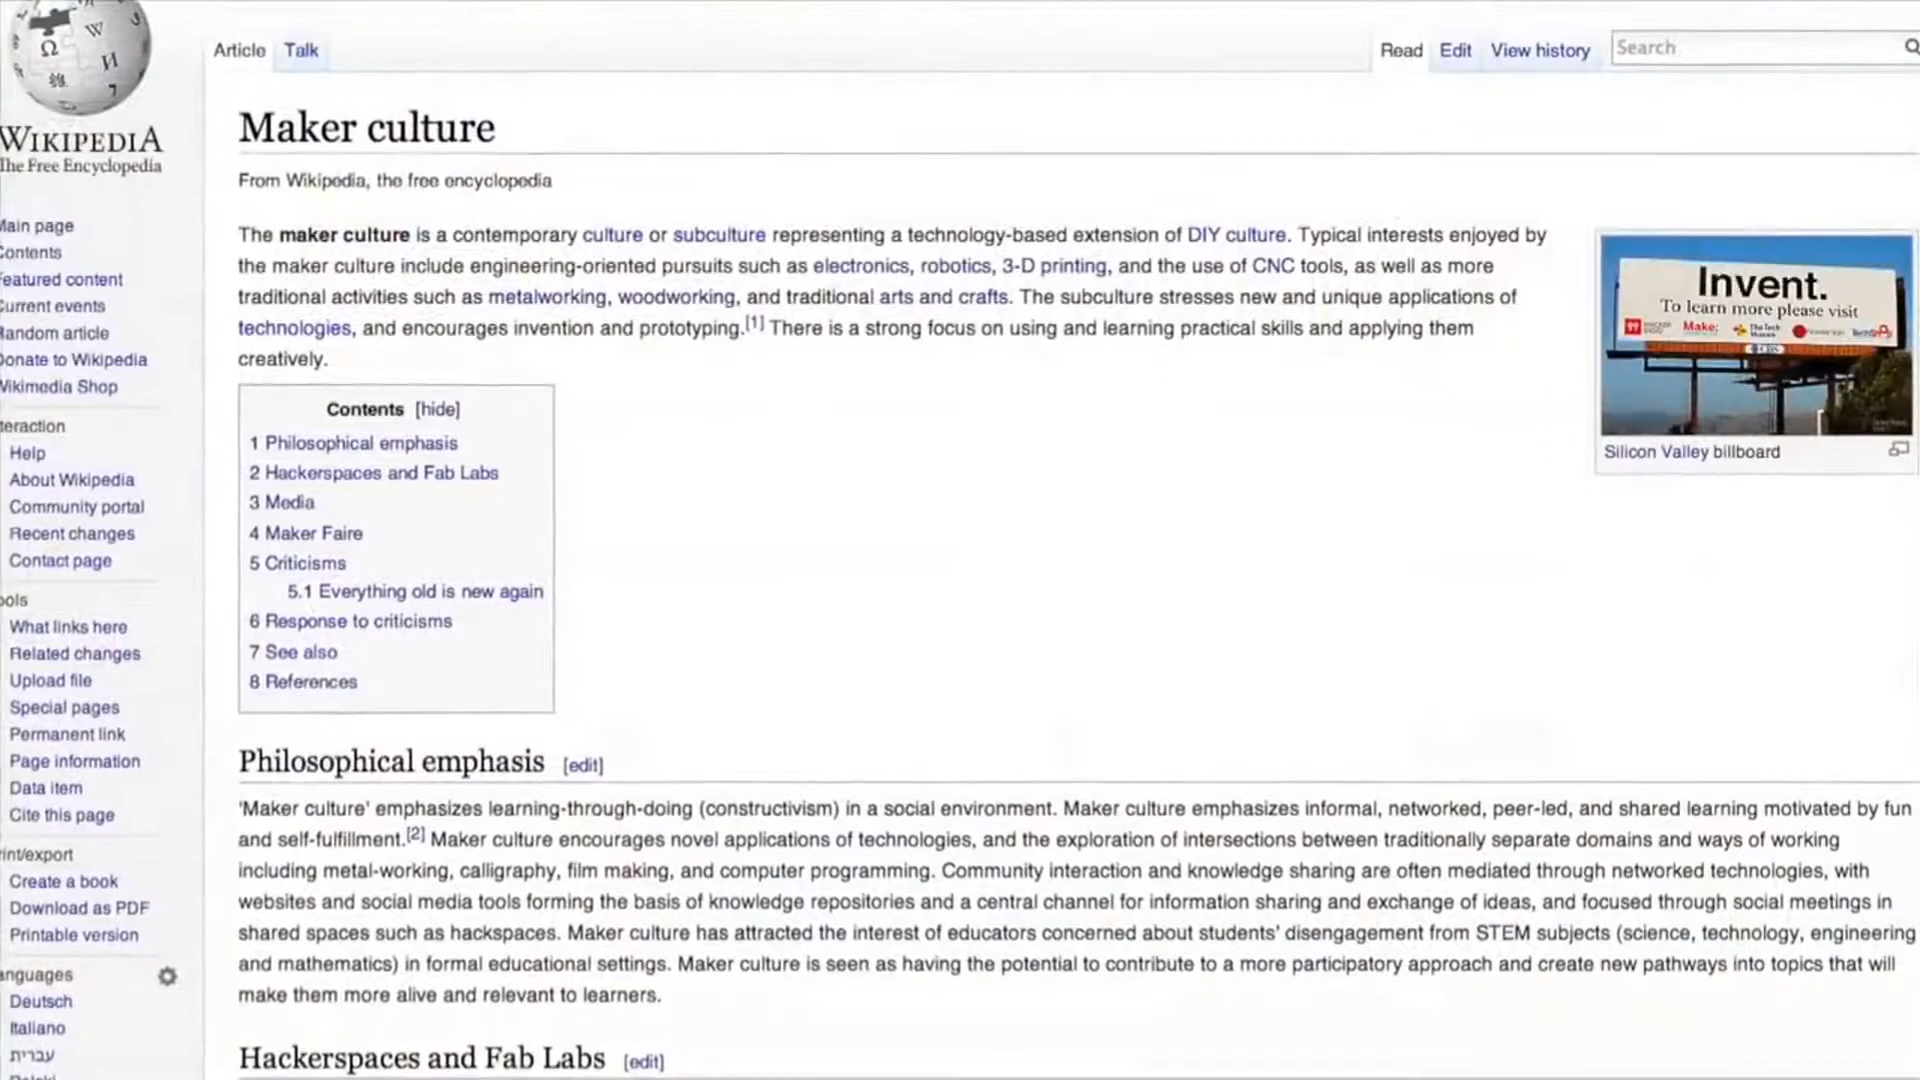 Article Talk Read Edit View history Search
WIKIPEDIA
The Free Encyclopedia
Main page
Contents
Featured content
Current events
Random article
Donate to Wikipedia
Wikimedia Shop
teraction
Help
About Wikipedia
Community portal
Recent changes
Contact page
ools
What links here
Related changes
Upload file
Special pages
Permanent link
Page information
Data item
Cite this page
int/export
Create a book
Download as PDF
Printable version
anguages
Deutsch
Italiano
עברית
Maker culture
From Wikipedia, the free encyclopedia
The maker culture is a contemporary culture or subculture representing a technology-based extension of DIY culture. Typical interests enjoyed by
the maker culture include engineering-oriented pursuits such as electronics, robotics, 3-D printing, and the use of CNC tools, as well as more
traditional activities such as metalworking, woodworking, and traditional arts and crafts. The subculture stresses new and unique applications of
technologies, and encourages invention and prototyping.[1] There is a strong focus on using and learning practical skills and applying them
creatively.
Invent.
To learn more please visit
Make:
The Tech
CBS
Silicon Valley billboard
Contents [hide]
1 Philosophical emphasis
2 Hackerspaces and Fab Labs
3 Media
4 Maker Faire
5 Criticisms
5.1 Everything old is new again
6 Response to criticisms
7 See also
8 References
Philosophical emphasis [edit]
'Maker culture' emphasizes learning-through-doing (constructivism) in a social environment. Maker culture emphasizes informal, networked, peer-led, and shared learning motivated by fun
and self-fulfillment.[2] Maker culture encourages novel applications of technologies, and the exploration of intersections between traditionally separate domains and ways of working
including metal-working, calligraphy, film making, and computer programming. Community interaction and knowledge sharing are often mediated through networked technologies, with
websites and social media tools forming the basis of knowledge repositories and a central channel for information sharing and exchange of ideas, and focused through social meetings in
shared spaces such as hackspaces. Maker culture has attracted the interest of educators concerned about students' disengagement from STEM subjects (science, technology, engineering
and mathematics) in formal educational settings. Maker culture is seen as having the potential to contribute to a more participatory approach and create new pathways into topics that will
make them more alive and relevant to learners.
Hackerspaces and Fab Labs [edit]